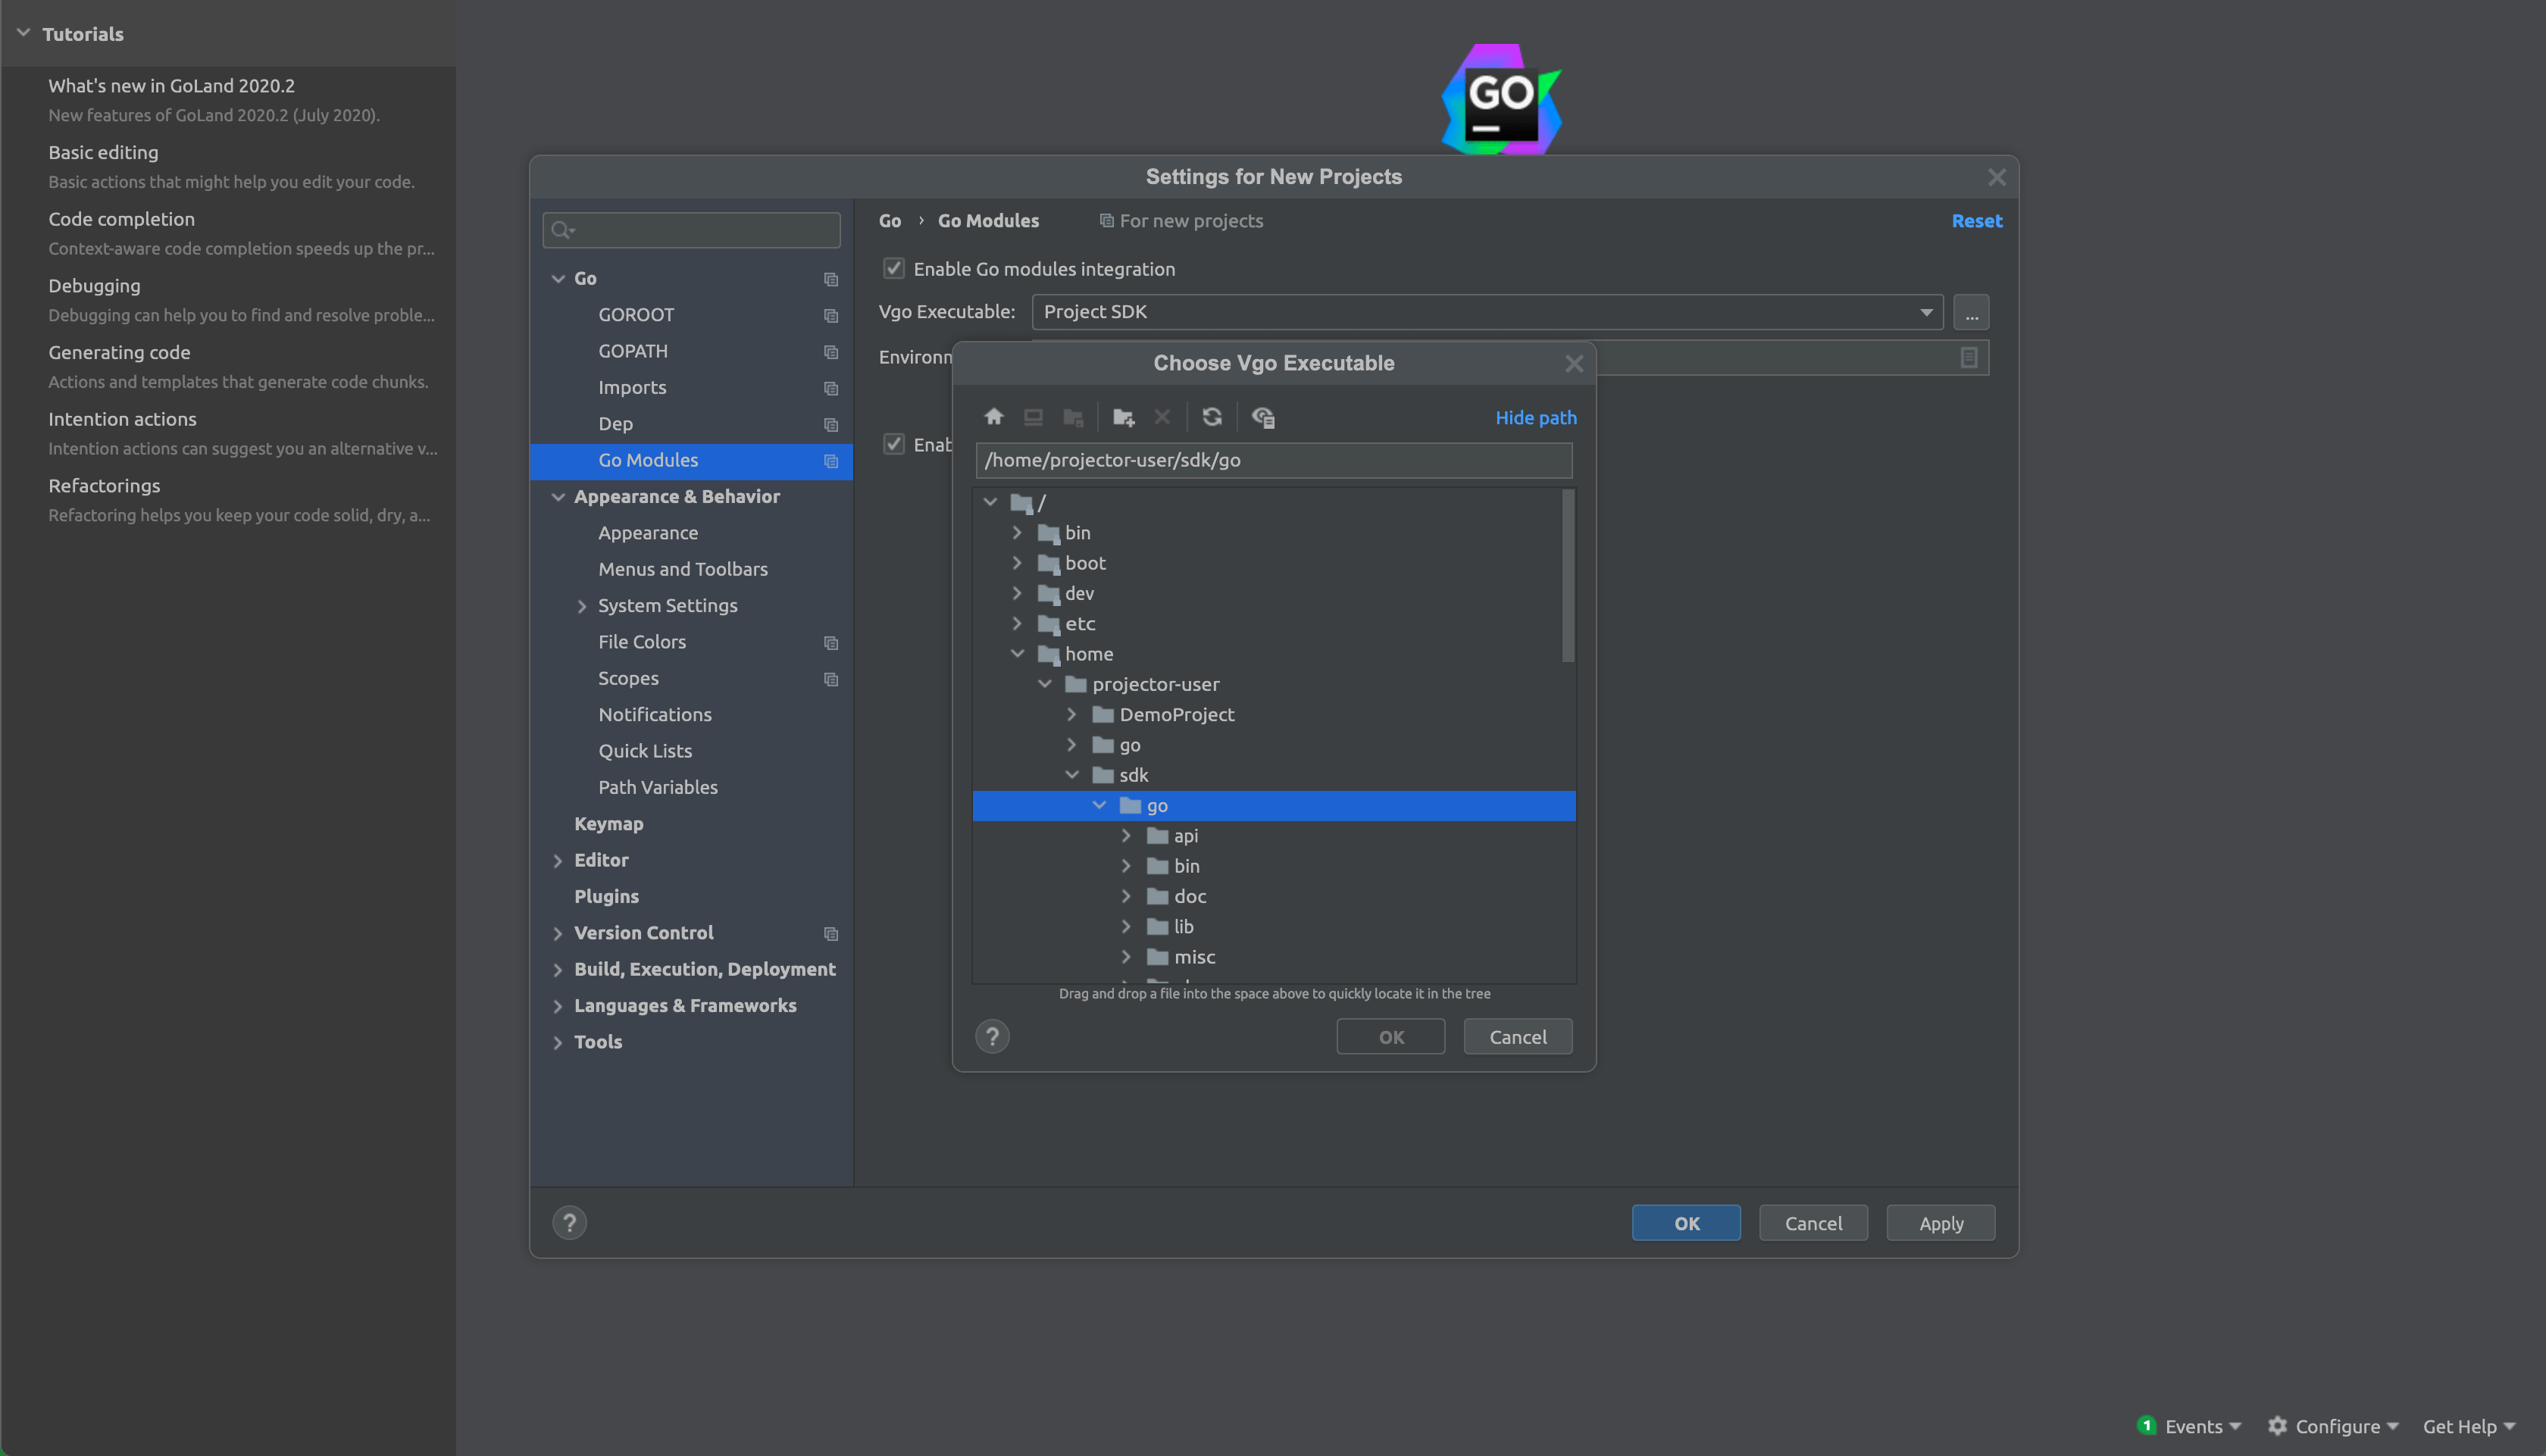 Tutorials
What's new in GoLand 2020.2
New features of GoLand 2020.2 (July 2020).
Basic editing
Basic actions that might help you edit your code.
Code completion
Context-aware code completion speeds up the pr...
Debugging
Debugging can help you to find and resolve proble...
Generating code
Actions and templates that generate code chunks.
Intention actions
Intention actions can suggest you an alternative v...
Refactorings
Refactoring helps you keep your code solid, dry, a...
GO
Settings for New Projects
Go
GOROOT
GOPATH
Imports
Dep
Go Modules
Appearance & Behavior
Appearance
Menus and Toolbars
System Settings
File Colors
Scopes
Notifications
Quick Lists
Path Variables
Keymap
Editor
Plugins
Version Control
Build, Execution, Deployment
Languages & Frameworks
Tools
Go › Go Modules For new projects Reset
Enable Go modules integration
Vgo Executable: Project SDK ...
Environn
Enab
Choose Vgo Executable
Hide path
/home/projector-user/sdk/go
/
bin
boot
dev
etc
home
projector-user
DemoProject
go
sdk
go
api
bin
doc
lib
misc
Drag and drop a file into the space above to quickly locate it in the tree
? OK Cancel
? OK Cancel Apply
1 Events Configure Get Help